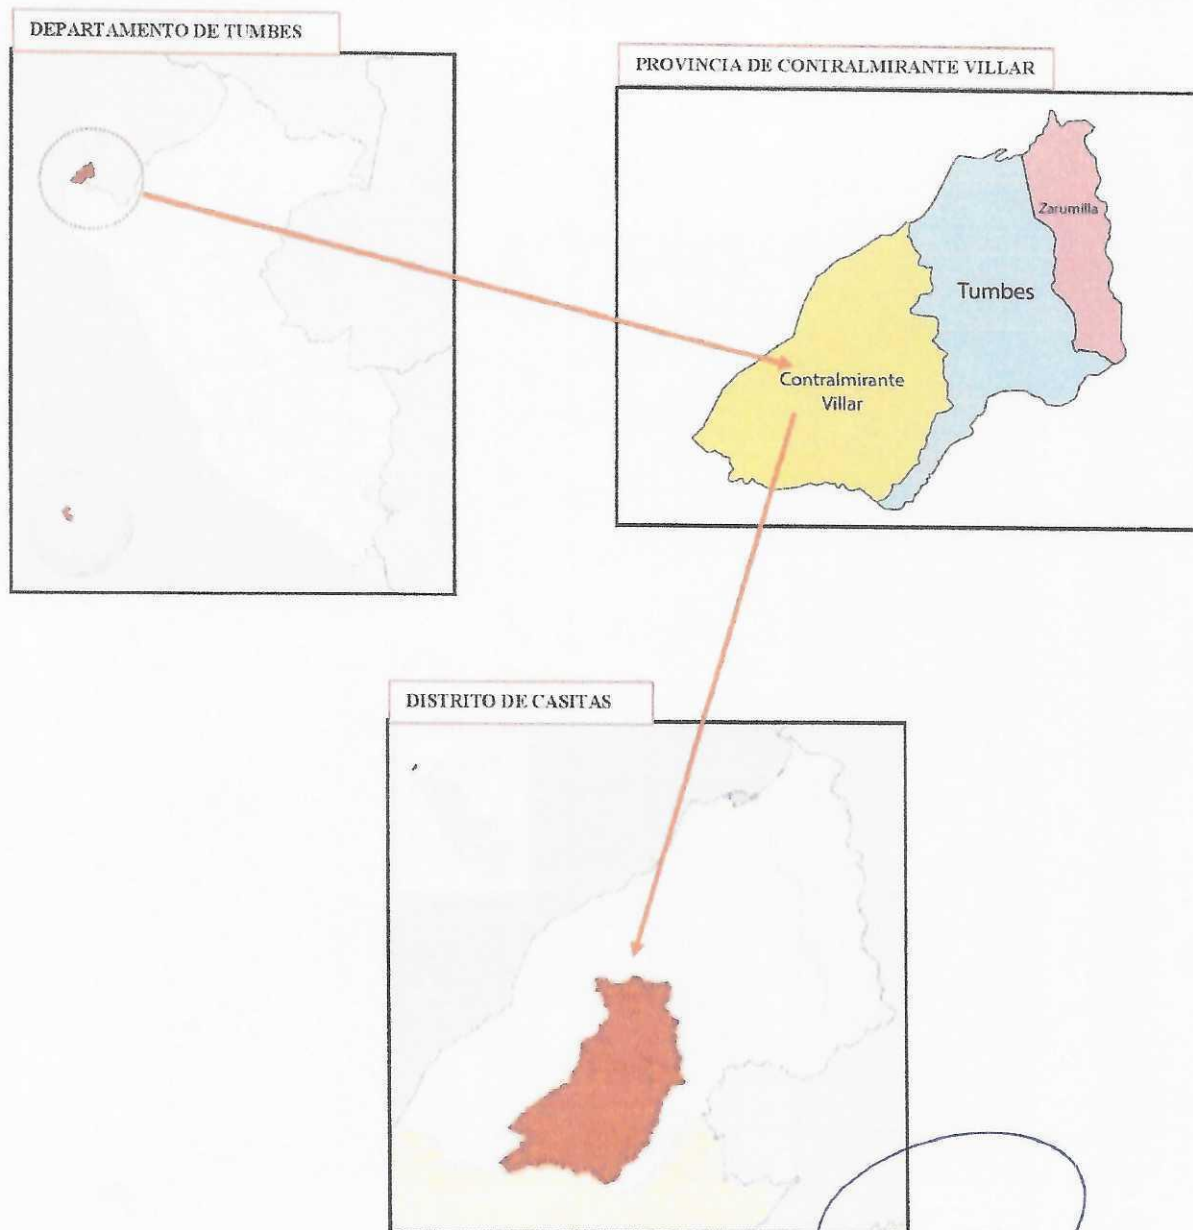 DEPARTAMENTO DE TUMBES
PROVINCIA DE CONTRALMIRANTE VILLAR
Zarumilla
Tumbes
Contralmirante
Villar
DISTRITO DE CASITAS